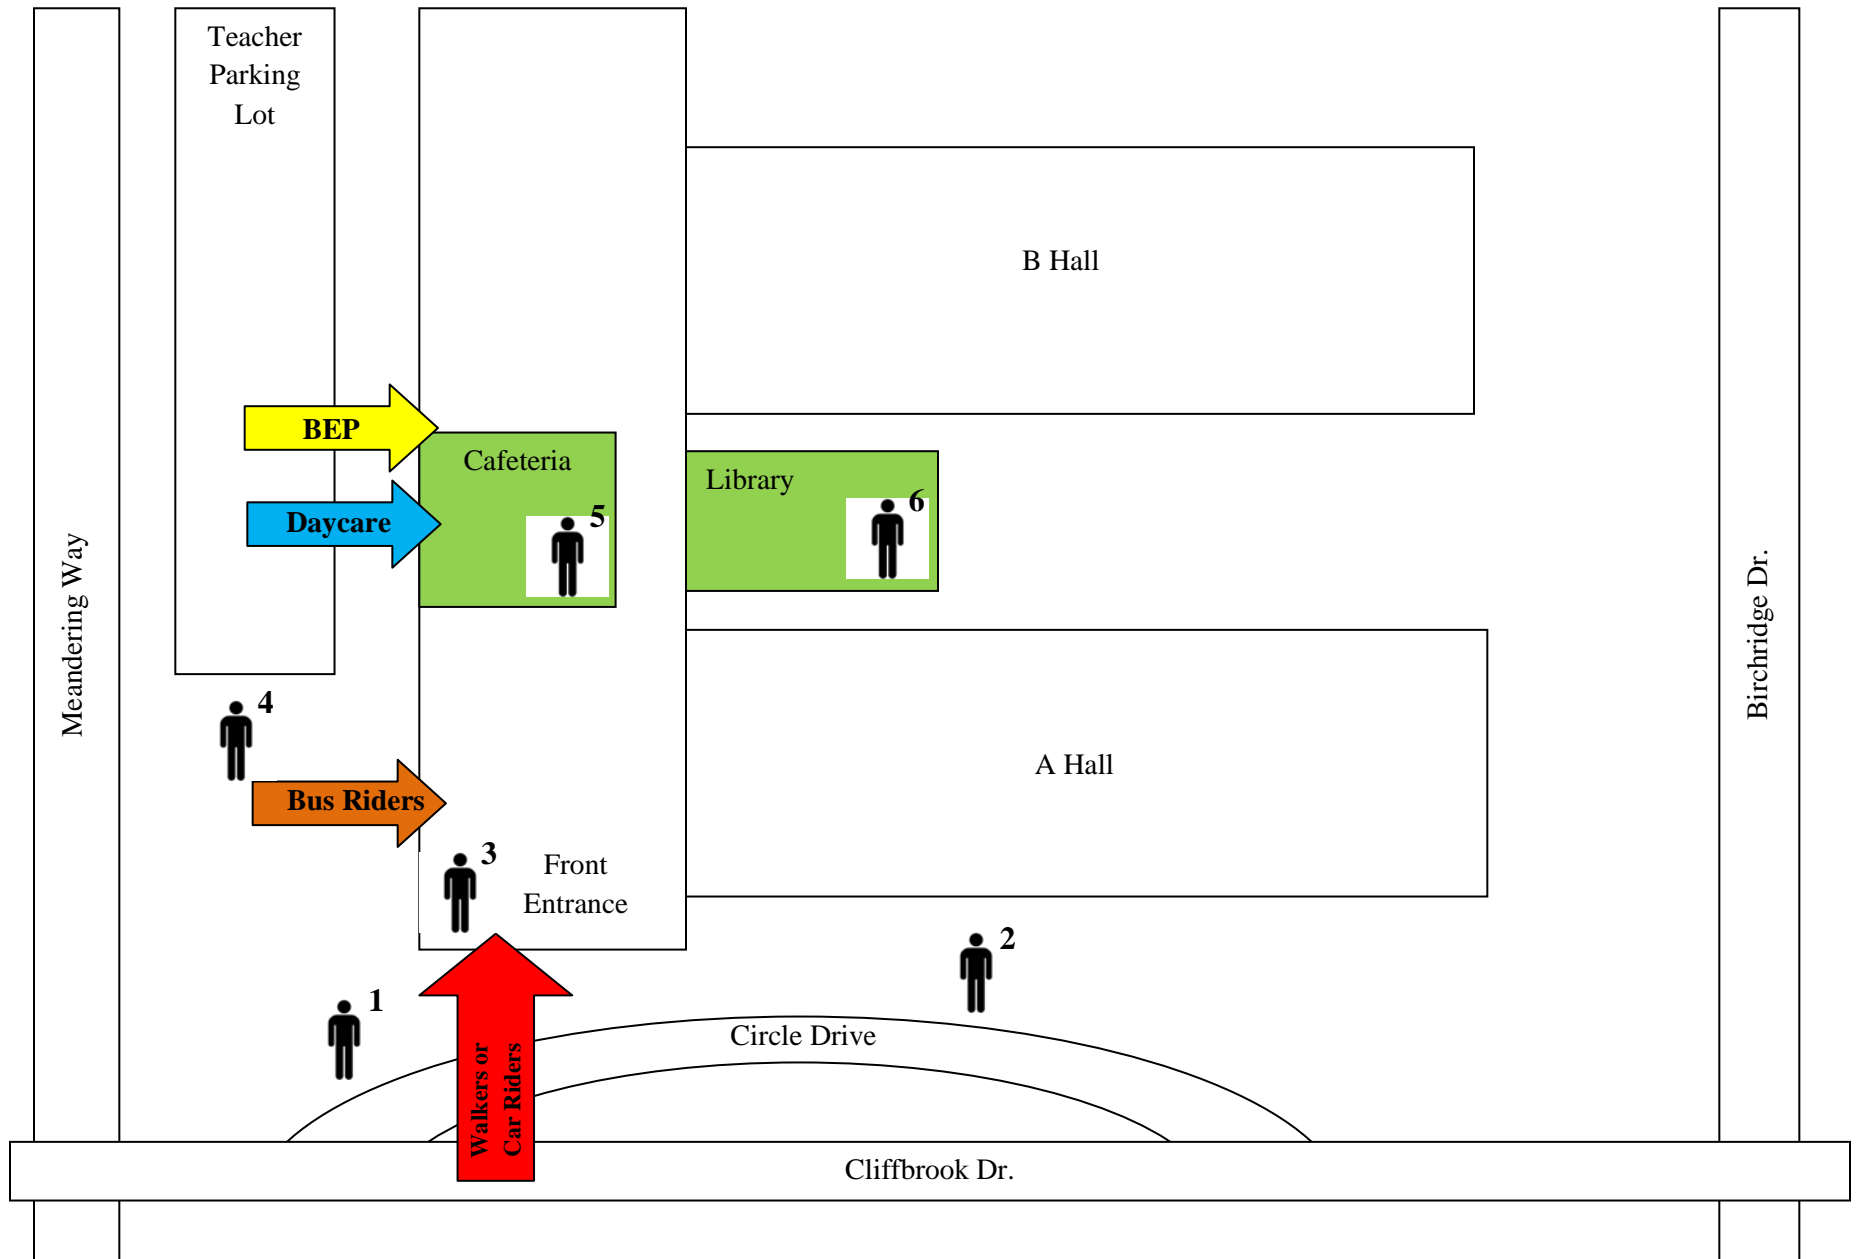 Teacher
Parking
Lot
B Hall
BEP
Cafeteria
Library
6
5
Daycare
Meandering Way
Birchridge Dr.
4
A Hall
Bus Riders
3
Front
Entrance
2
1
Circle Drive
Walkers or
Car Riders
Cliffbrook Dr.